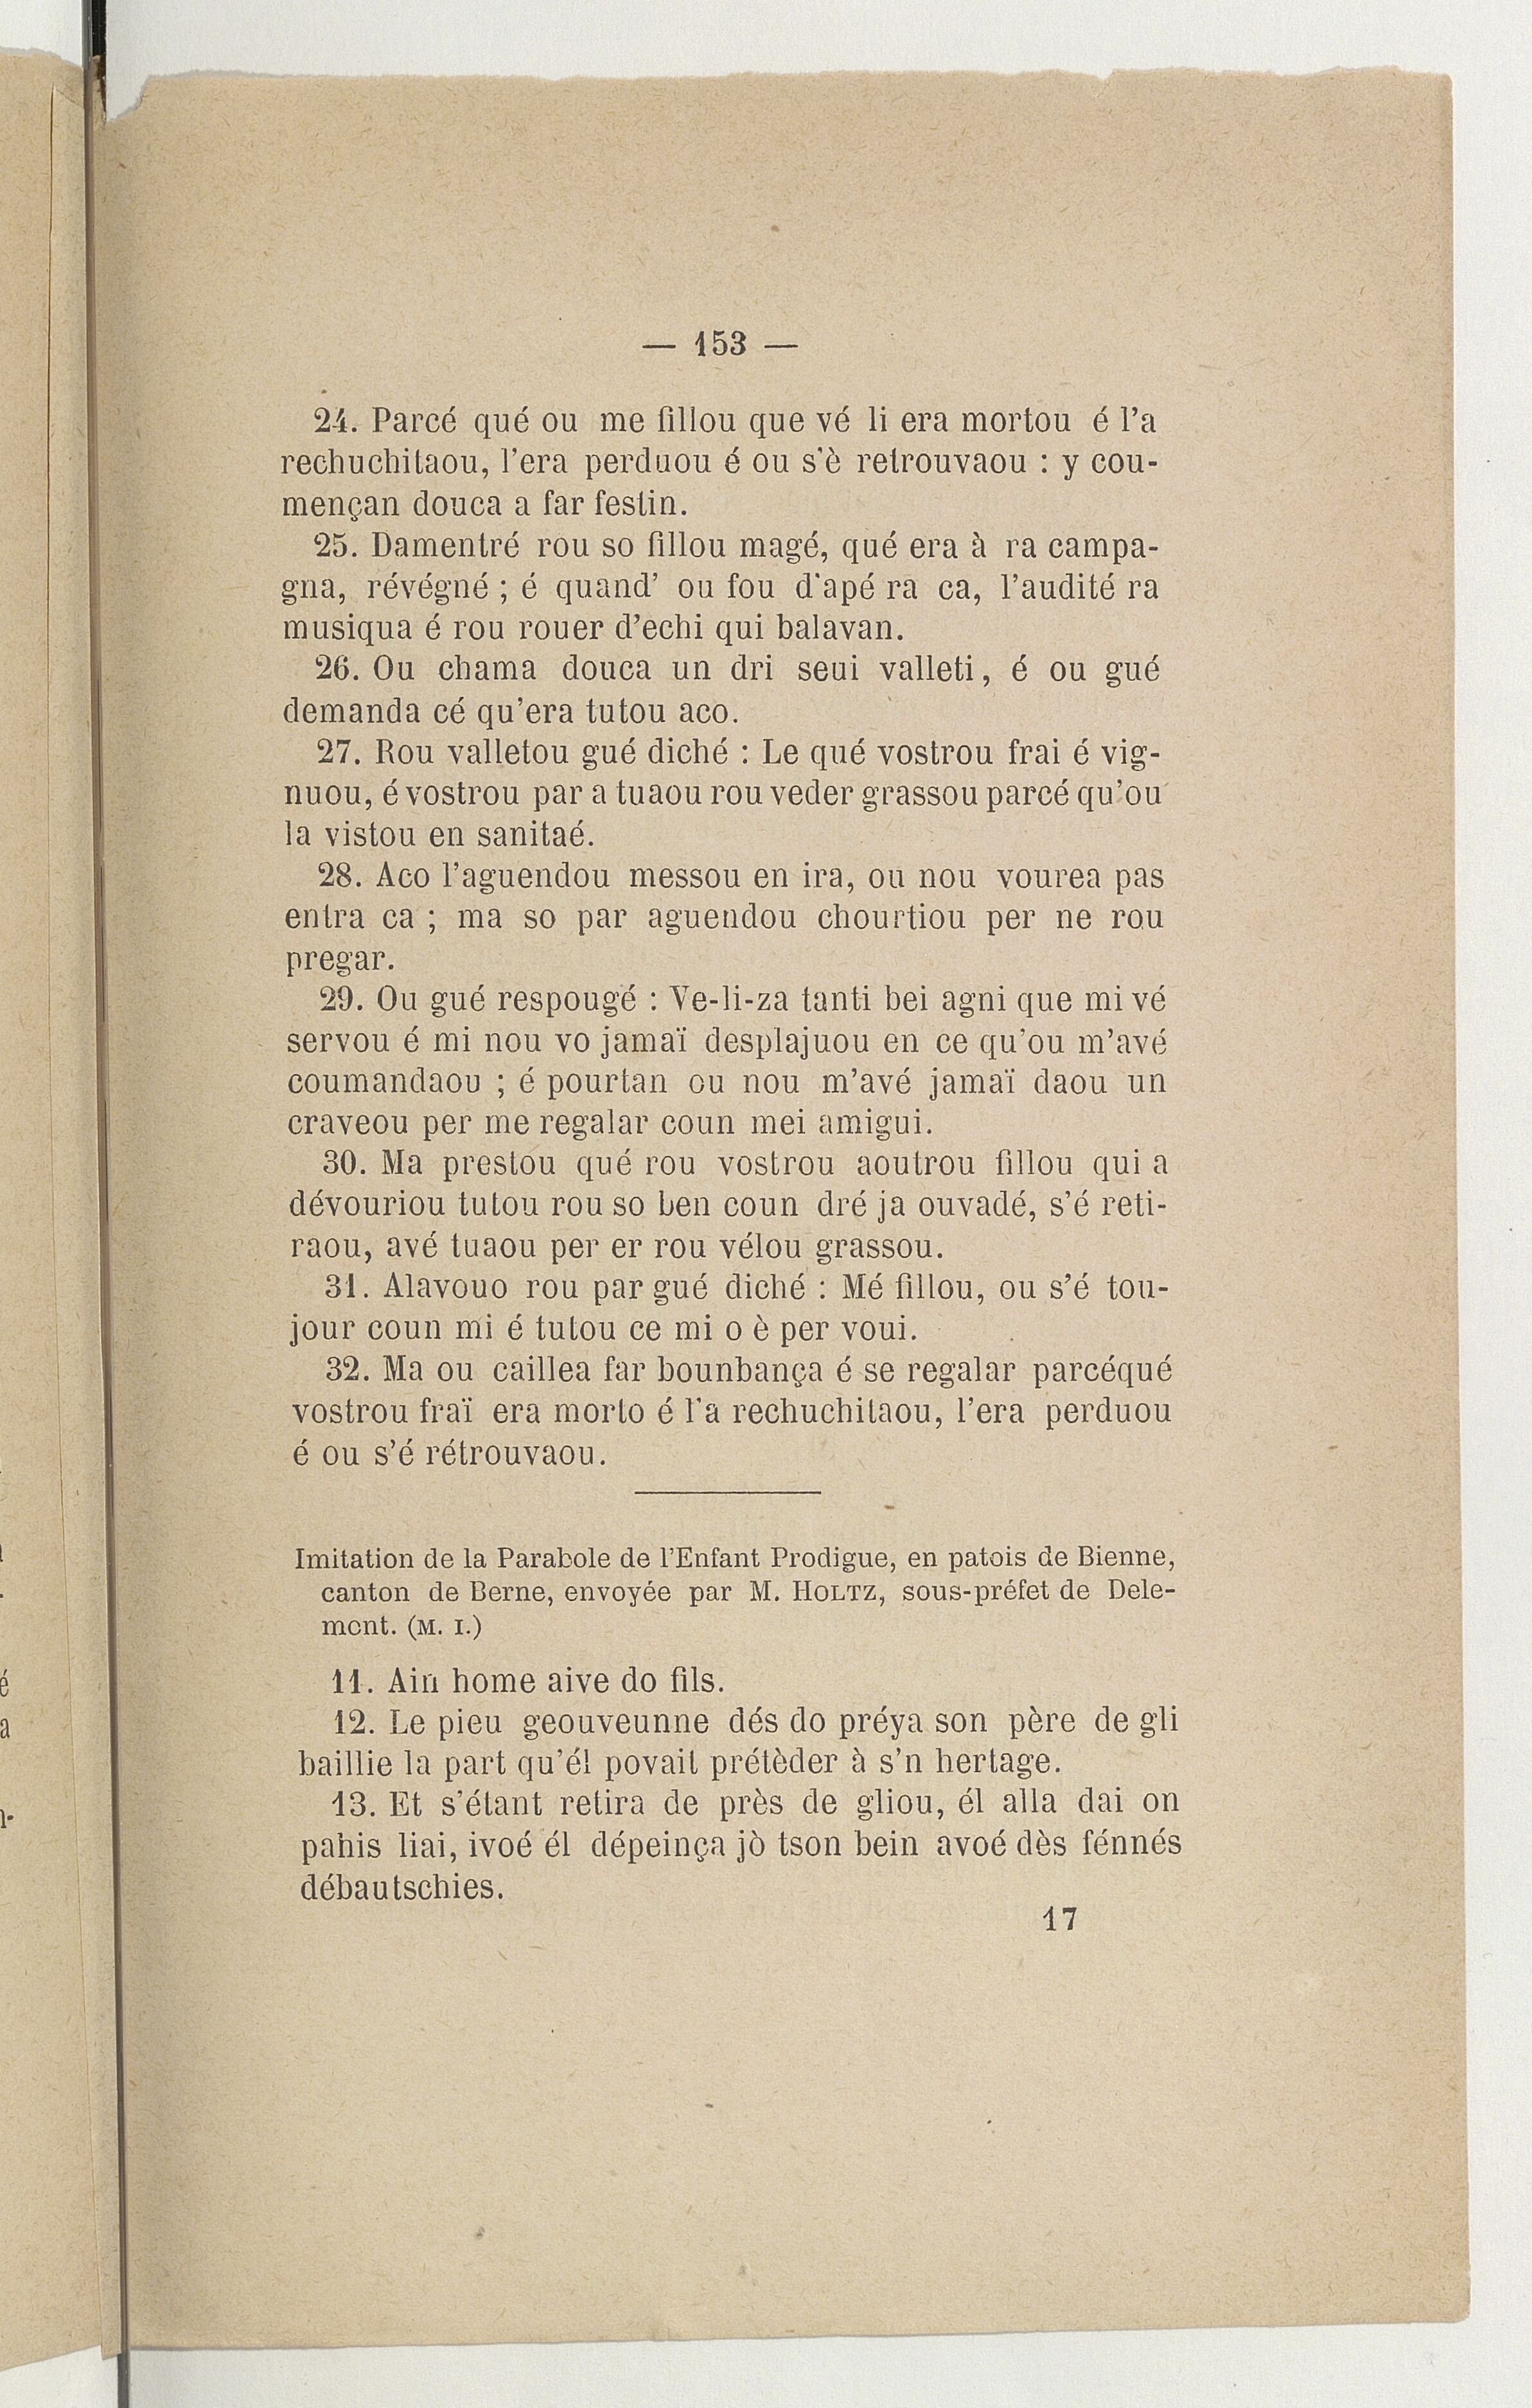 — 153 —
24. Parcé qué ou me fillou que vé li era mortou é l'a
rechuchitaou, l'era perduou é ou s'è retrouvaou : y cou-
mençan douca a far festin.
25. Damentré rou so fillou magé, qué era à ra campa-
gna, révégné ; é quand' ou fou d'apé ra ca, l'audité ra
musiqua é rou rouer d'echi qui balavan.
26. Ou chama douca un dri seui valleti, é ou gué
demanda cé qu'era tutou aco.
27. Rou valletou gué diché : Le qué vostrou frai é vig-
nuou, é vostrou par a tuaou rou veder grassou parcé qu'ou
la vistou en sanitaé.
28. Aco l'aguendou messou en ira, ou nou vourea pas
entra ca ; ma so par aguendou chourtiou per ne rou
pregar.
29. Ou gué respougé : Ve-li-za tanti bei agni que mi vé
servou é mi nou vo jamaï desplajuou en ce qu'ou m'avé
coumandaou ; é pourtan ou nou m'avé jamaï daou un
craveou per me regalar coun mei amigui.
30. Ma prestou qué rou vostrou aoutrou fillou qui a
dévouriou tutou rou so ben coun dré ja ouvadé, s'é reti-
raou, avé tuaou per er rou vélou grassou.
31. Alavouo rou par gué diché : Mé fillou, ou s'é tou-
jour coun mi é tutou ce mi o è per voui.
32. Ma ou caillea far bounbança é se regalar parcéqué
vostrou fraï era morto é l'a rechuchitaou, l'era perduou
é ou s'é rétrouvaou.
Imitation de la Parabole de l'Enfant Prodigue, en patois de Bienne,
canton de Berne, envoyée par M. HOLTZ, sous-préfet de Dele-
mont. (M. I.)
11. Ain home aive do fils.
12. Le pieu geouveunne dés do préya son père de gli
baillie la part qu'él povait prétèder à s'n hertage.
13. Et s'étant retira de près de gliou, él alla dai on
pahis liai, ivoé él dépeinça jò tson bein avoé dès fénnés
débautschies.
17